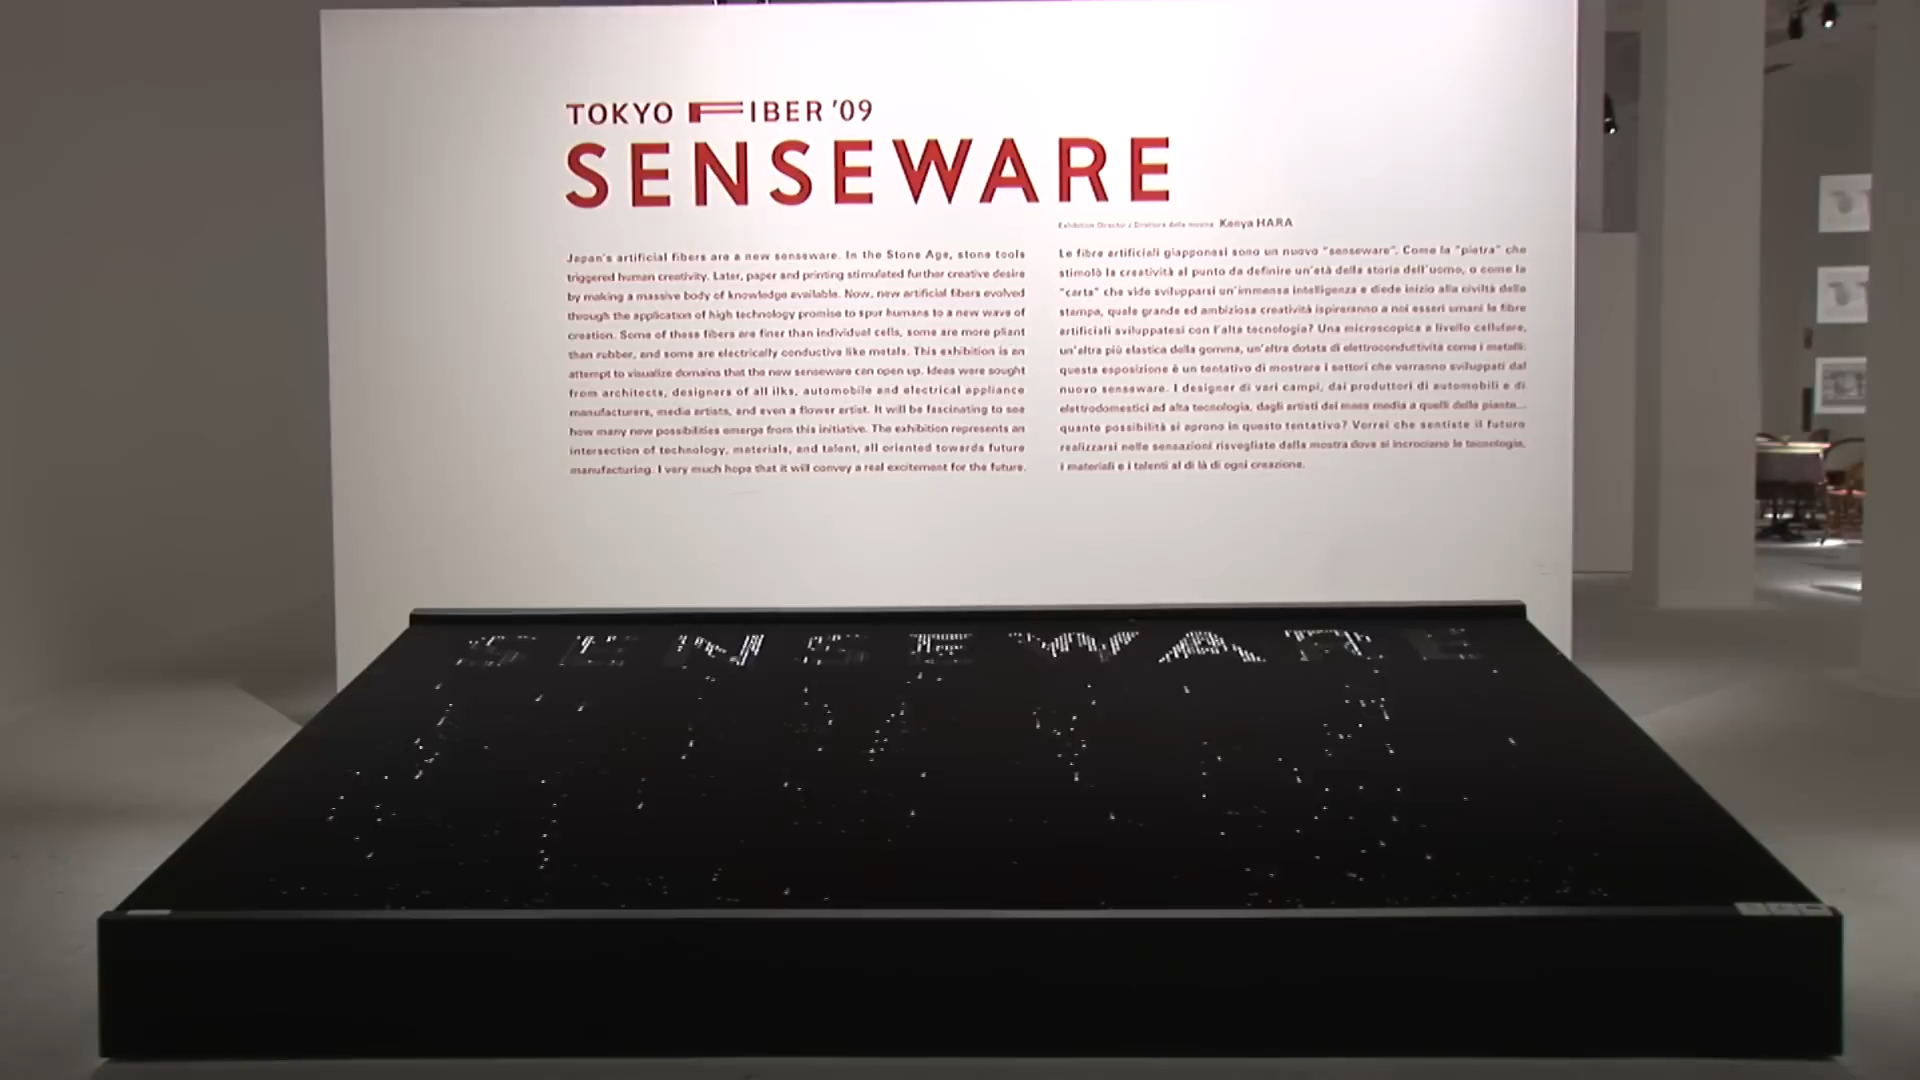 TOKYO FIBER '09
SENSEWARE
Exhibition Director / Direttore della mostra Kenya HARA
Japan's artificial fibers are a new senseware. In the Stone Age, stone tools
triggered human creativity. Later, paper and printing stimulated further creative desire
by making a massive body of knowledge available. Now, new artificial fibers evolved
through the application of high technology promise to spur humans to a new wave of
creation. Some of these fibers are finer than individual cells, some are more pliant
than rubber, and some are electrically conductive like metals. This exhibition is an
attempt to visualize domains that the new senseware can open up. Ideas were sought
from architects, designers of all ilks, automobile and electrical appliance
manufacturers, media artists, and even a flower artist. It will be fascinating to see
how many new possibilities emerge from this initiative. The exhibition represents an
intersection of technology, materials, and talent, all oriented towards future
manufacturing. I very much hope that it will convey a real excitement for the future.
Le fibre artificiali giapponesi sono un nuovo "senseware". Come la "pietra" che
stimolò la creatività al punto da definire un'età della storia dell'uomo, o come la
"carta" che vide svilupparsi un'immensa intelligenza e diede inizio alla civiltà della
stampa, quale grande ed ambiziosa creatività ispireranno a noi esseri umani le fibre
artificiali sviluppatesi con l'alta tecnologia? Una microscopica a livello cellulare,
un'altra più elastica della gomma, un'altra dotata di elettroconduttività come i metalli:
questa esposizione è un tentativo di mostrare i settori che verranno sviluppati dal
nuovo senseware. I designer di vari campi, dai produttori di automobili e di
elettrodomestici ad alta tecnologia, dagli artisti dei mass media a quelli delle piante...
quante possibilità si aprono in questo tentativo? Vorrei che sentiste il futuro
realizzarsi nelle sensazioni risvegliate dalla mostra dove si incrociano le tecnologie,
i materiali e i talenti al di là di ogni creazione.
SENSEWARE